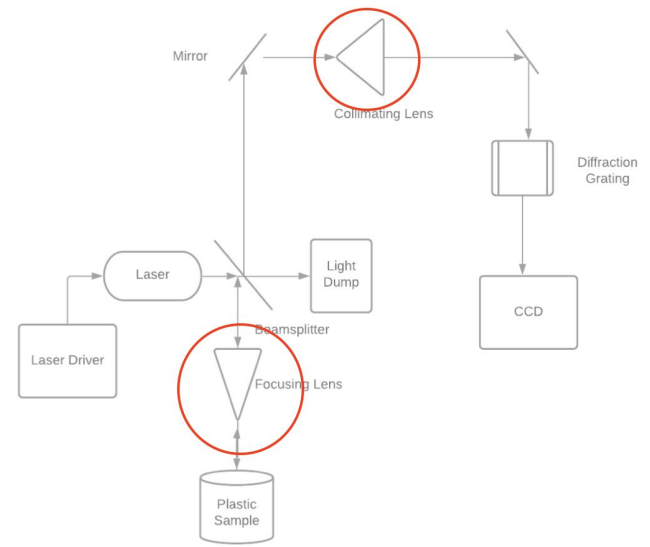 Mirror
Collimating Lens
Diffraction
Grating
Laser
Light
Dump
CCD
Beamsplitter
Laser Driver
Focusing Lens
Plastic
Sample